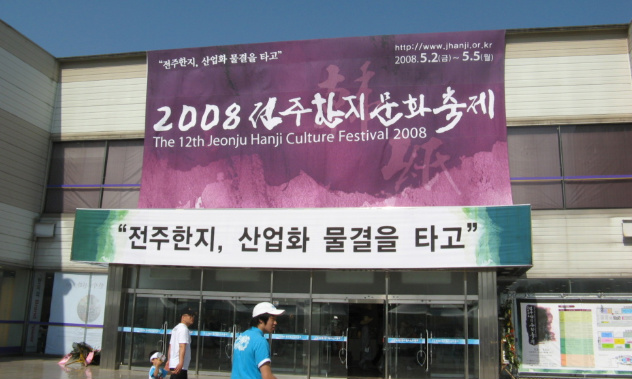 "전주한지, 산업화 물결을 타고"
http://www.jhanji.or.kr
2008. 5.2(금)~ 5.5(월)
韓紙
2008 전주한지문화축제
The 12th Jeonju Hanji Culture Festival 2008
"전주한지, 산업화 물결을 타고"